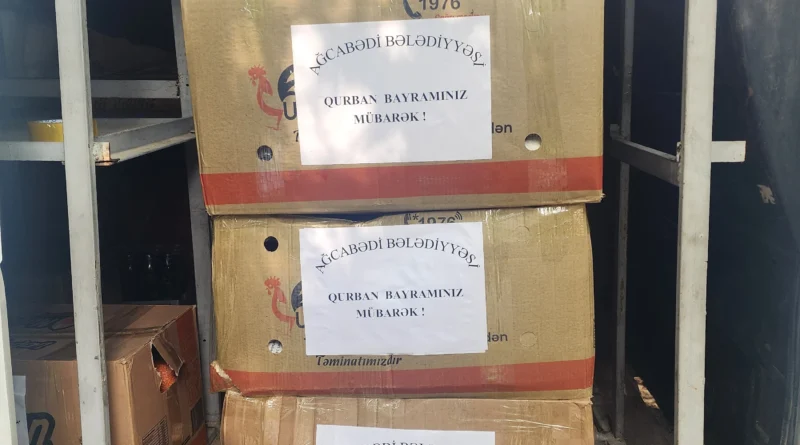 1976
AĞCABƏDİ BƏLƏDİYYƏSİ
QURBAN BAYRAMINIZ
MÜBARƏK !
dən
*1976
AĞCABƏDİ BƏLƏDİYYƏSİ
QURBAN BAYRAMINIZ
MÜBARƏK !
dən
Təminatımızdır